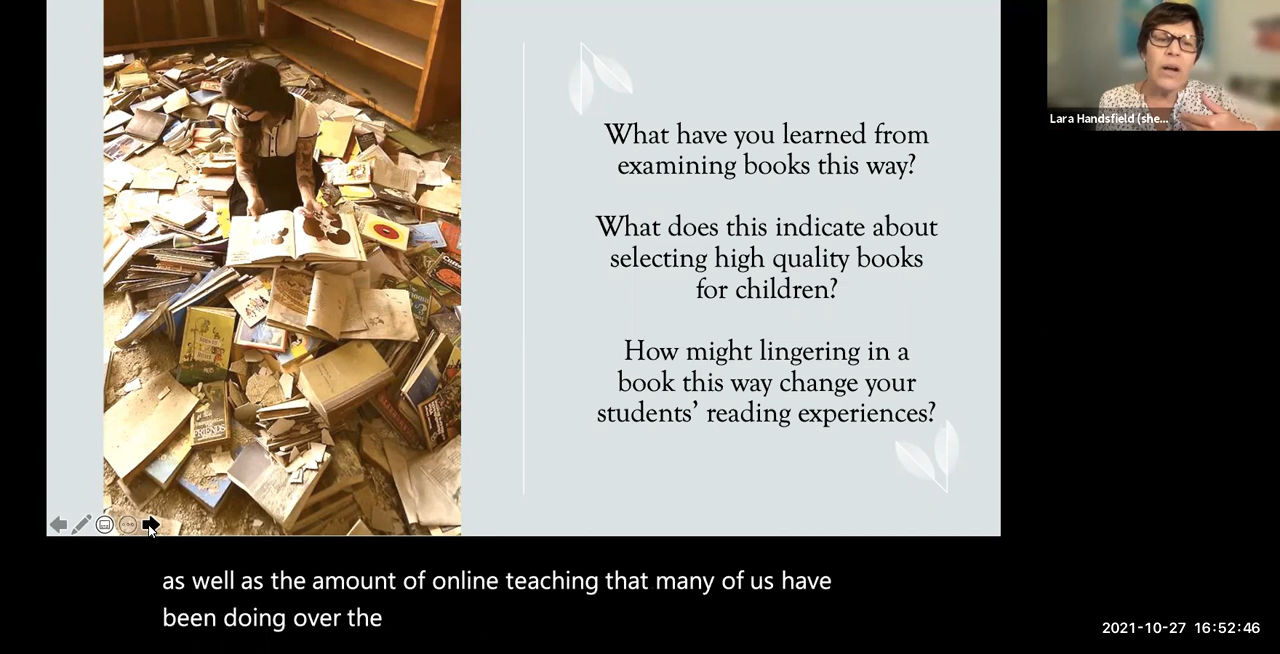 What have you learned from
examining books this way?
What does this indicate about
selecting high quality books
for children?
How might lingering in a
book this way change your
students’ reading experiences?
Lara Handsfield (she...
FRIENDS
as well as the amount of online teaching that many of us have
been doing over the
2021-10-27 16:52:46